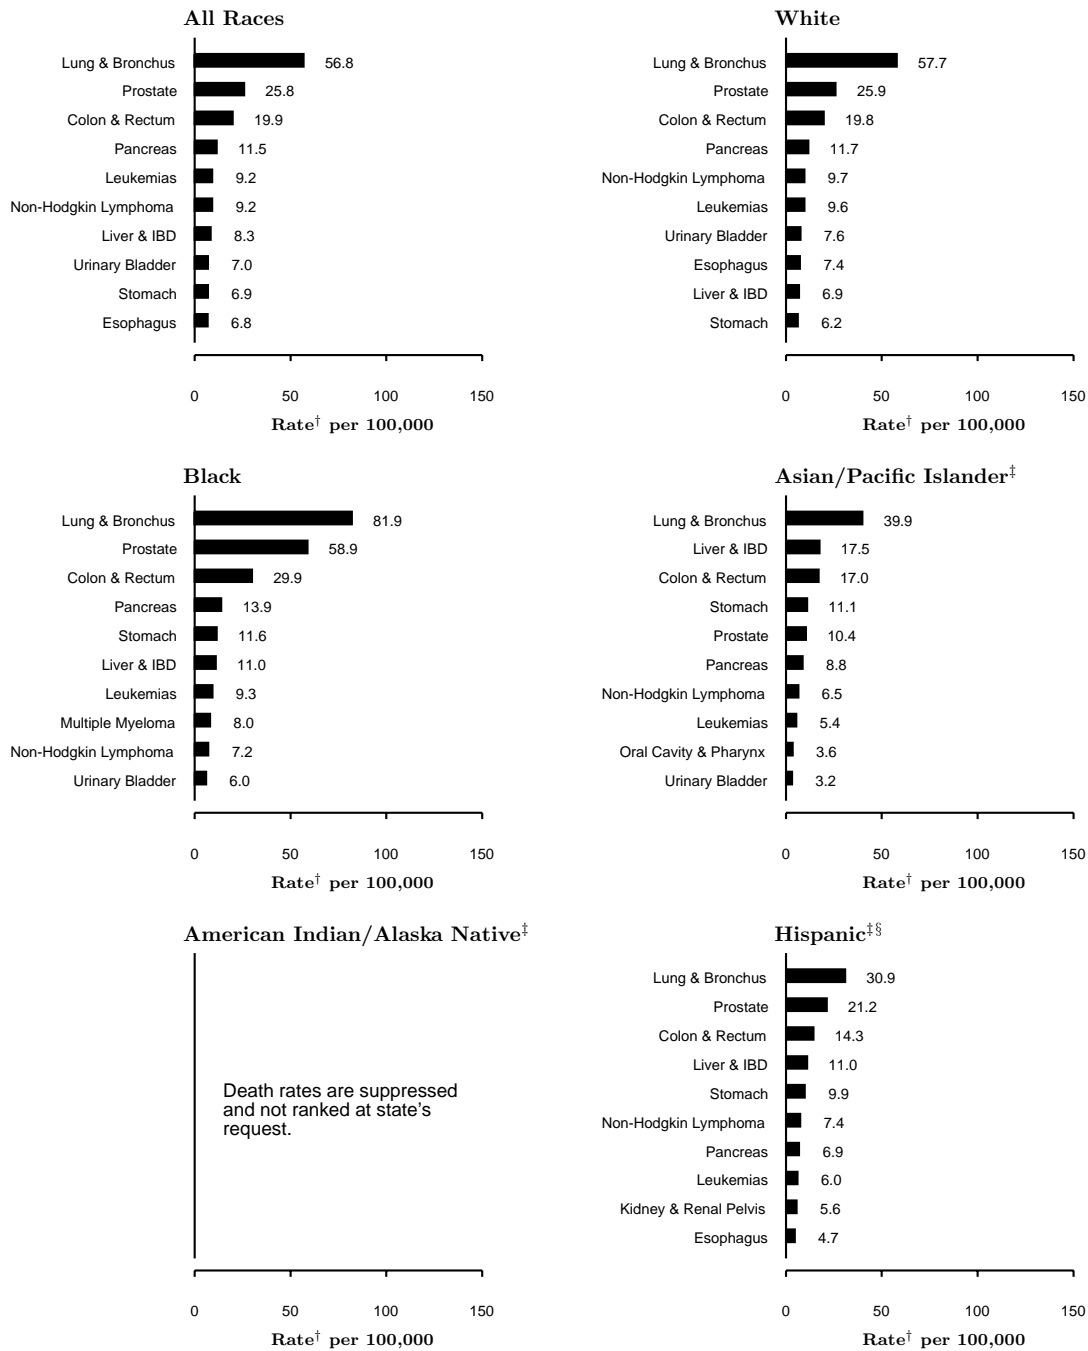 All Races
Lung & Bronchus 56.8
Prostate 25.8
Colon & Rectum 19.9
Pancreas 11.5
Leukemias 9.2
Non-Hodgkin Lymphoma 9.2
Liver & IBD 8.3
Urinary Bladder 7.0
Stomach 6.9
Esophagus 6.8
0 50 100 150
Rate† per 100,000
White
Lung & Bronchus 57.7
Prostate 25.9
Colon & Rectum 19.8
Pancreas 11.7
Non-Hodgkin Lymphoma 9.7
Leukemias 9.6
Urinary Bladder 7.6
Esophagus 7.4
Liver & IBD 6.9
Stomach 6.2
0 50 100 150
Rate† per 100,000
Black
Lung & Bronchus 81.9
Prostate 58.9
Colon & Rectum 29.9
Pancreas 13.9
Stomach 11.6
Liver & IBD 11.0
Leukemias 9.3
Multiple Myeloma 8.0
Non-Hodgkin Lymphoma 7.2
Urinary Bladder 6.0
0 50 100 150
Rate† per 100,000
Asian/Pacific Islander‡
Lung & Bronchus 39.9
Liver & IBD 17.5
Colon & Rectum 17.0
Stomach 11.1
Prostate 10.4
Pancreas 8.8
Non-Hodgkin Lymphoma 6.5
Leukemias 5.4
Oral Cavity & Pharynx 3.6
Urinary Bladder 3.2
0 50 100 150
Rate† per 100,000
American Indian/Alaska Native‡
Death rates are suppressed
and not ranked at state's
request.
0 50 100 150
Rate† per 100,000
Hispanic‡§
Lung & Bronchus 30.9
Prostate 21.2
Colon & Rectum 14.3
Liver & IBD 11.0
Stomach 9.9
Non-Hodgkin Lymphoma 7.4
Pancreas 6.9
Leukemias 6.0
Kidney & Renal Pelvis 5.6
Esophagus 4.7
0 50 100 150
Rate† per 100,000